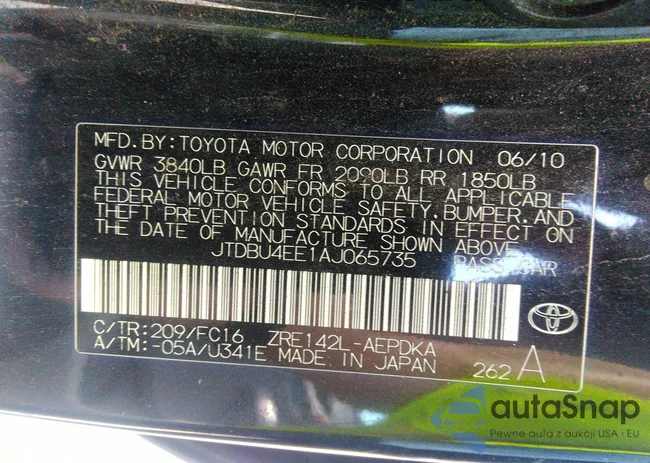 MFD.BY:TOYOTA MOTOR CORPORATION 06/10
GVWR 3840LB GAWR FR 2090LB RR 1850LB
THIS VEHICLE CONFORMS TO ALL APPLICABLE
FEDERAL MOTOR VEHICLE SAFETY,BUMPER,AND
THEFT PREVENTION STANDARDS IN EFFECT ON
THE DATE OF MANUFACTURE SHOWN ABOVE.
JTDBU4EE1AJ065735 PASS.CAR
C/TR:209/FC16 ZRE142L-AEPDKA
A/TM:-05A/U341E MADE IN JAPAN 262 A
autaSnap
Pewne auta z aukcji USA i EU